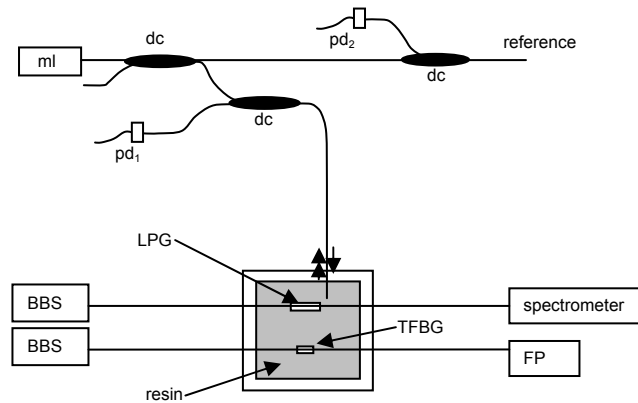 pd₂
dc
reference
ml
dc
dc
pd₁
LPG
BBS
spectrometer
TFBG
BBS
FP
resin